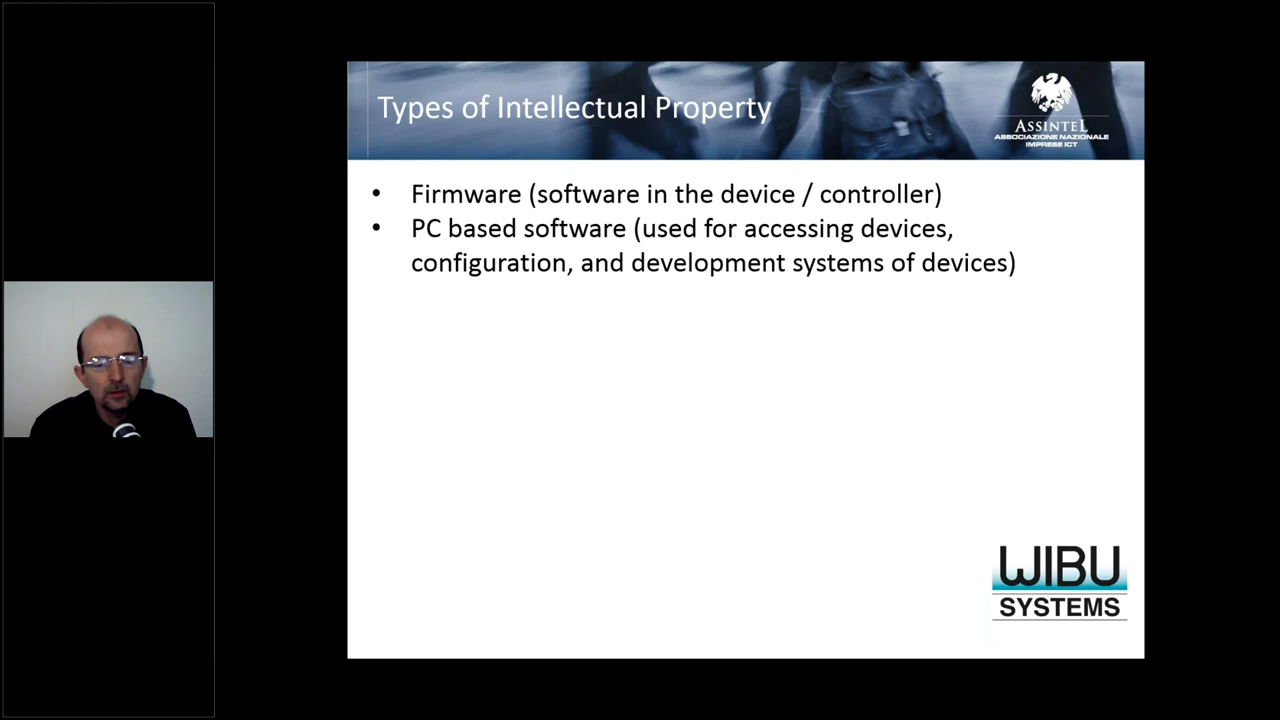 Types of Intellectual Property
ASSINTEL
ASSOCIAZIONE NAZIONALE
IMPRESE ICT
• Firmware (software in the device / controller)
• PC based software (used for accessing devices,
configuration, and development systems of devices)
WIBU
SYSTEMS